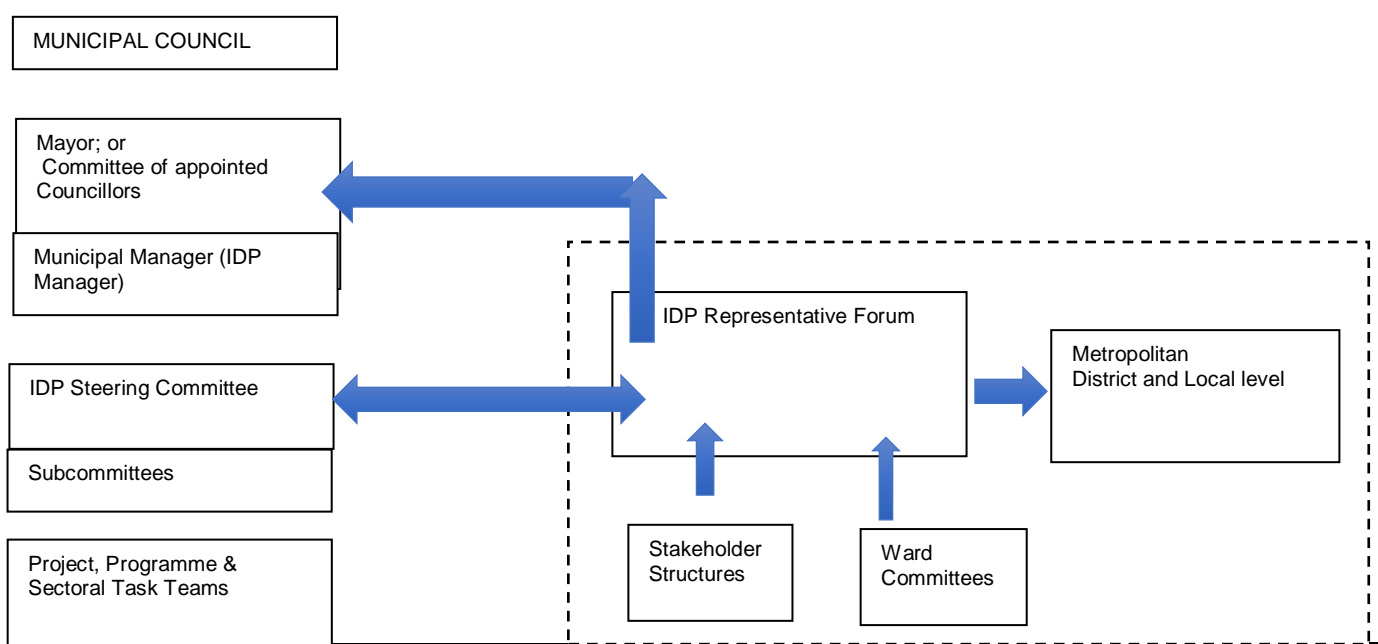 MUNICIPAL COUNCIL
Mayor; or
Committee of appointed
Councillors
Municipal Manager (IDP
Manager)
IDP Representative Forum
Metropolitan
District and Local level
IDP Steering Committee
Subcommittees
Stakeholder
Structures
Ward
Committees
Project, Programme &
Sectoral Task Teams